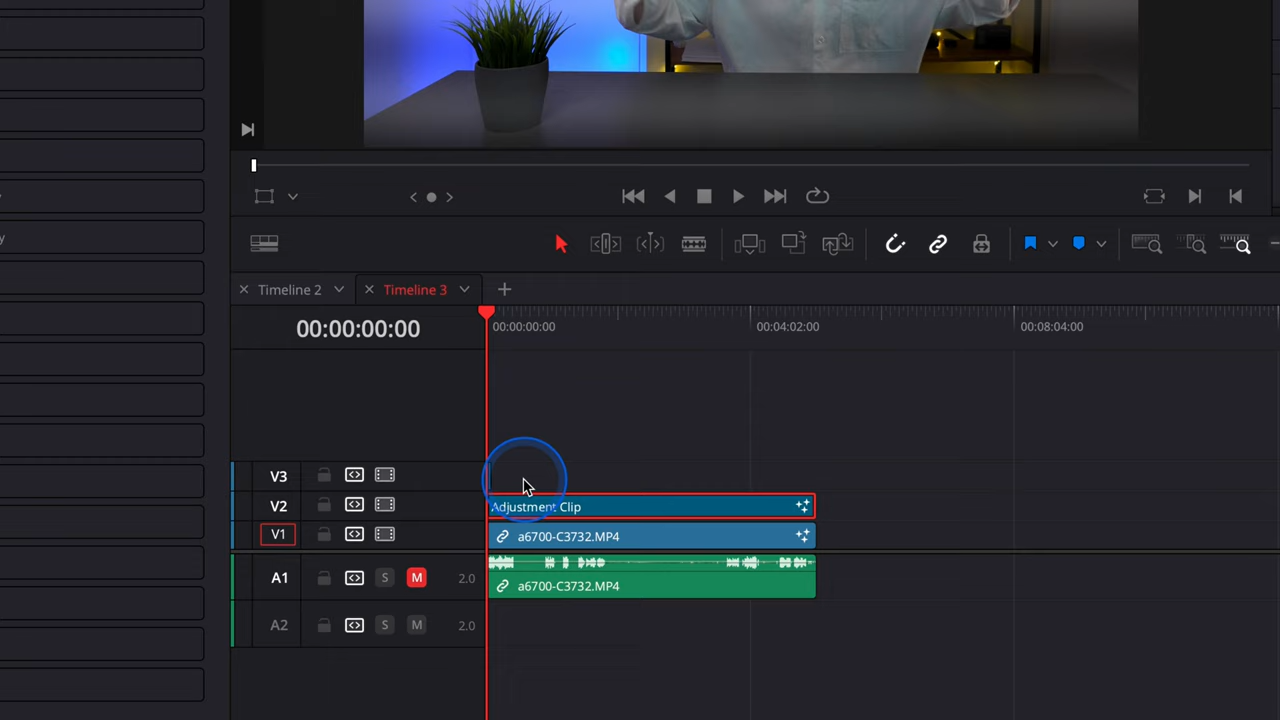 y
Timeline 2
Timeline 3
00:00:00:00
00:00:00:00
00:04:02:00
00:08:04:00
V3
V2
Adjustment Clip
V1
a6700-C3732.MP4
A1
S
M
2.0
a6700-C3732.MP4
A2
S
M
2.0